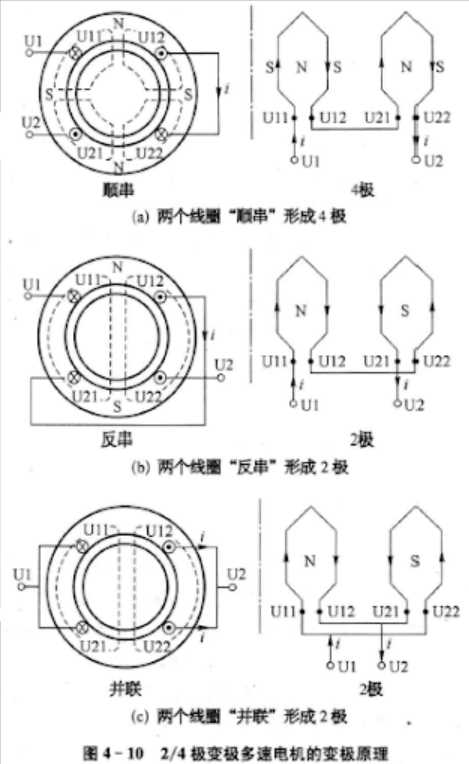 U1 U11 N U12
S S i
U2 U21 U22
N
顺串
S N S S N S
U11 U12 U21 U22
i i
U1 U2
4极
(a) 两个线圈“顺串”形成4极
U1 U11 N U12
i
U2
U21 U22
S
反串
N S
U11 U12 U21 U22
i i
U1 U2
2极
(b) 两个线圈“反串”形成2极
U11 U12 i
U1 U2
U21 U22 i
并联
N S
U11 U12 U21 U22
i i
U1 U2
2极
(c) 两个线圈“并联”形成2极
图4-10 2/4极变极多速电机的变极原理